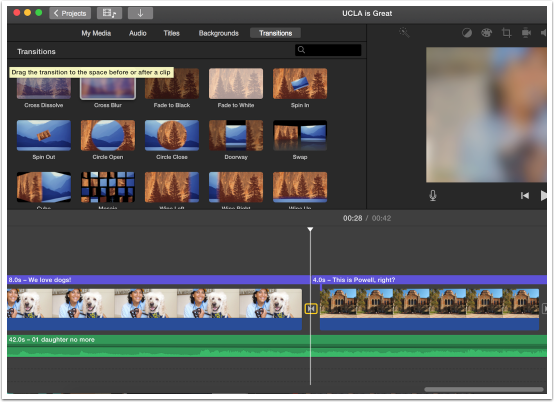 Projects
UCLA is Great
My Media Audio Titles Backgrounds Transitions
Transitions
Drag the transition to the space before or after a clip
Cross Dissolve Cross Blur Fade to Black Fade to White Spin In
Spin Out Circle Open Circle Close Doorway Swap
Cube Mosaic Wipe Left Wipe Right Wipe Up
00:28 / 00:42
8.0s – We love dogs! 4.0s – This is Powell, right?
42.0s – 01 daughter no more